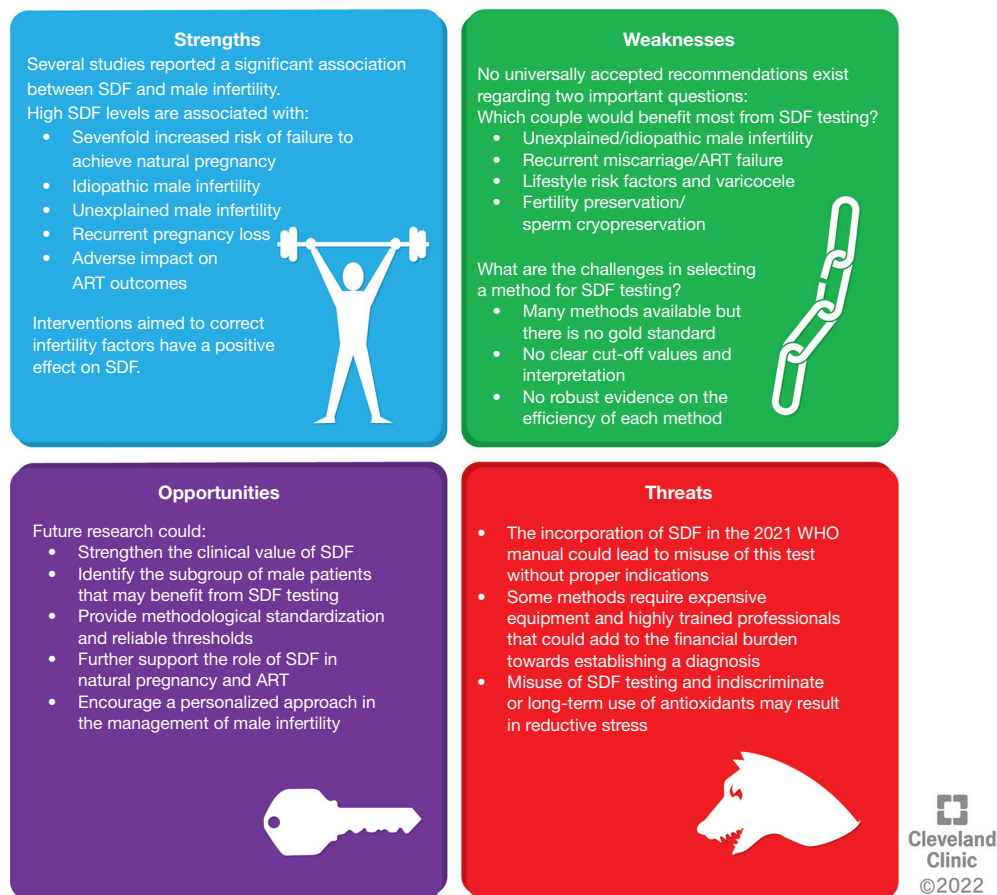 Strengths
Several studies reported a significant association
between SDF and male infertility.
High SDF levels are associated with:
• Sevenfold increased risk of failure to
achieve natural pregnancy
• Idiopathic male infertility
• Unexplained male infertility
• Recurrent pregnancy loss
• Adverse impact on
ART outcomes
Interventions aimed to correct
infertility factors have a positive
effect on SDF.
Weaknesses
No universally accepted recommendations exist
regarding two important questions:
Which couple would benefit most from SDF testing?
• Unexplained/idiopathic male infertility
• Recurrent miscarriage/ART failure
• Lifestyle risk factors and varicocele
• Fertility preservation/
sperm cryopreservation
What are the challenges in selecting
a method for SDF testing?
• Many methods available but
there is no gold standard
• No clear cut-off values and
interpretation
• No robust evidence on the
efficiency of each method
Opportunities
Future research could:
• Strengthen the clinical value of SDF
• Identify the subgroup of male patients
that may benefit from SDF testing
• Provide methodological standardization
and reliable thresholds
• Further support the role of SDF in
natural pregnancy and ART
• Encourage a personalized approach in
the management of male infertility
Threats
• The incorporation of SDF in the 2021 WHO
manual could lead to misuse of this test
without proper indications
• Some methods require expensive
equipment and highly trained professionals
that could add to the financial burden
towards establishing a diagnosis
• Misuse of SDF testing and indiscriminate
or long-term use of antioxidants may result
in reductive stress
Cleveland
Clinic
©2022